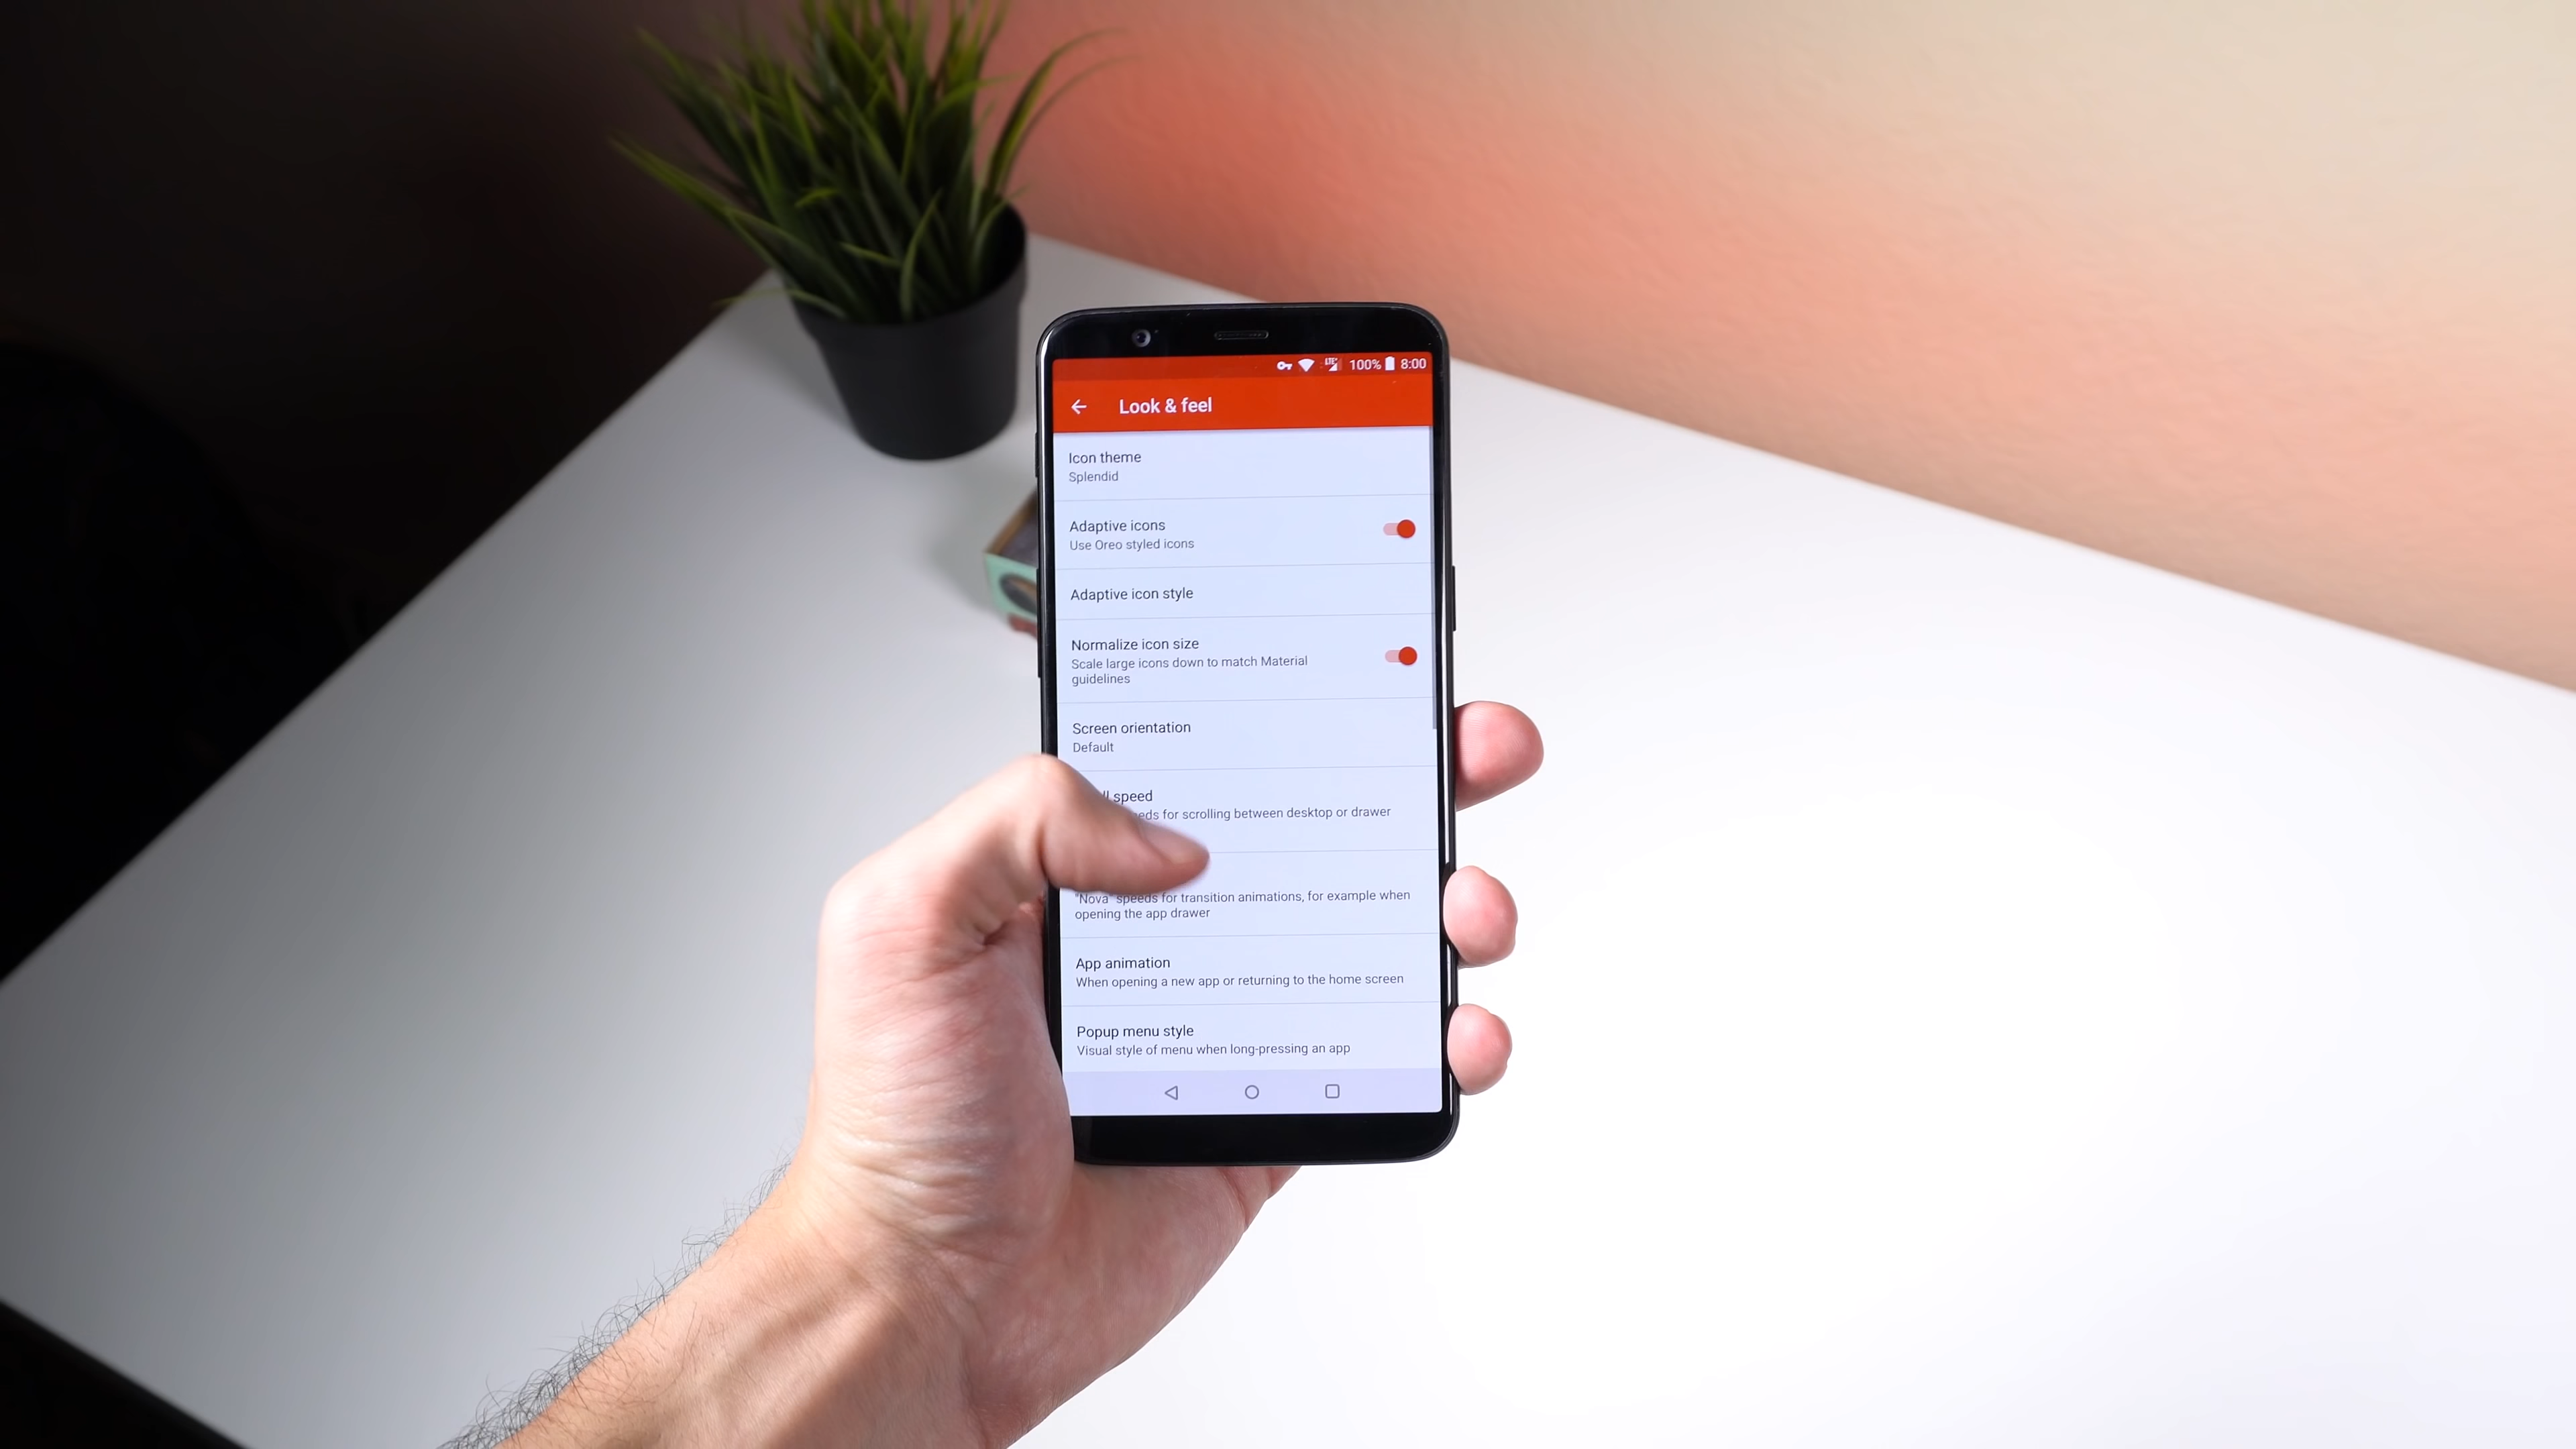 LTE 100% 8:00
Look & feel
Icon theme
Splendid
Adaptive icons
Use Oreo styled icons
Adaptive icon style
Normalize icon size
Scale large icons down to match Material
guidelines
Screen orientation
Default
speed
for scrolling between desktop or drawer
"Nova" speeds for transition animations, for example when
opening the app drawer
App animation
When opening a new app or returning to the home screen
Popup menu style
Visual style of menu when long-pressing an app